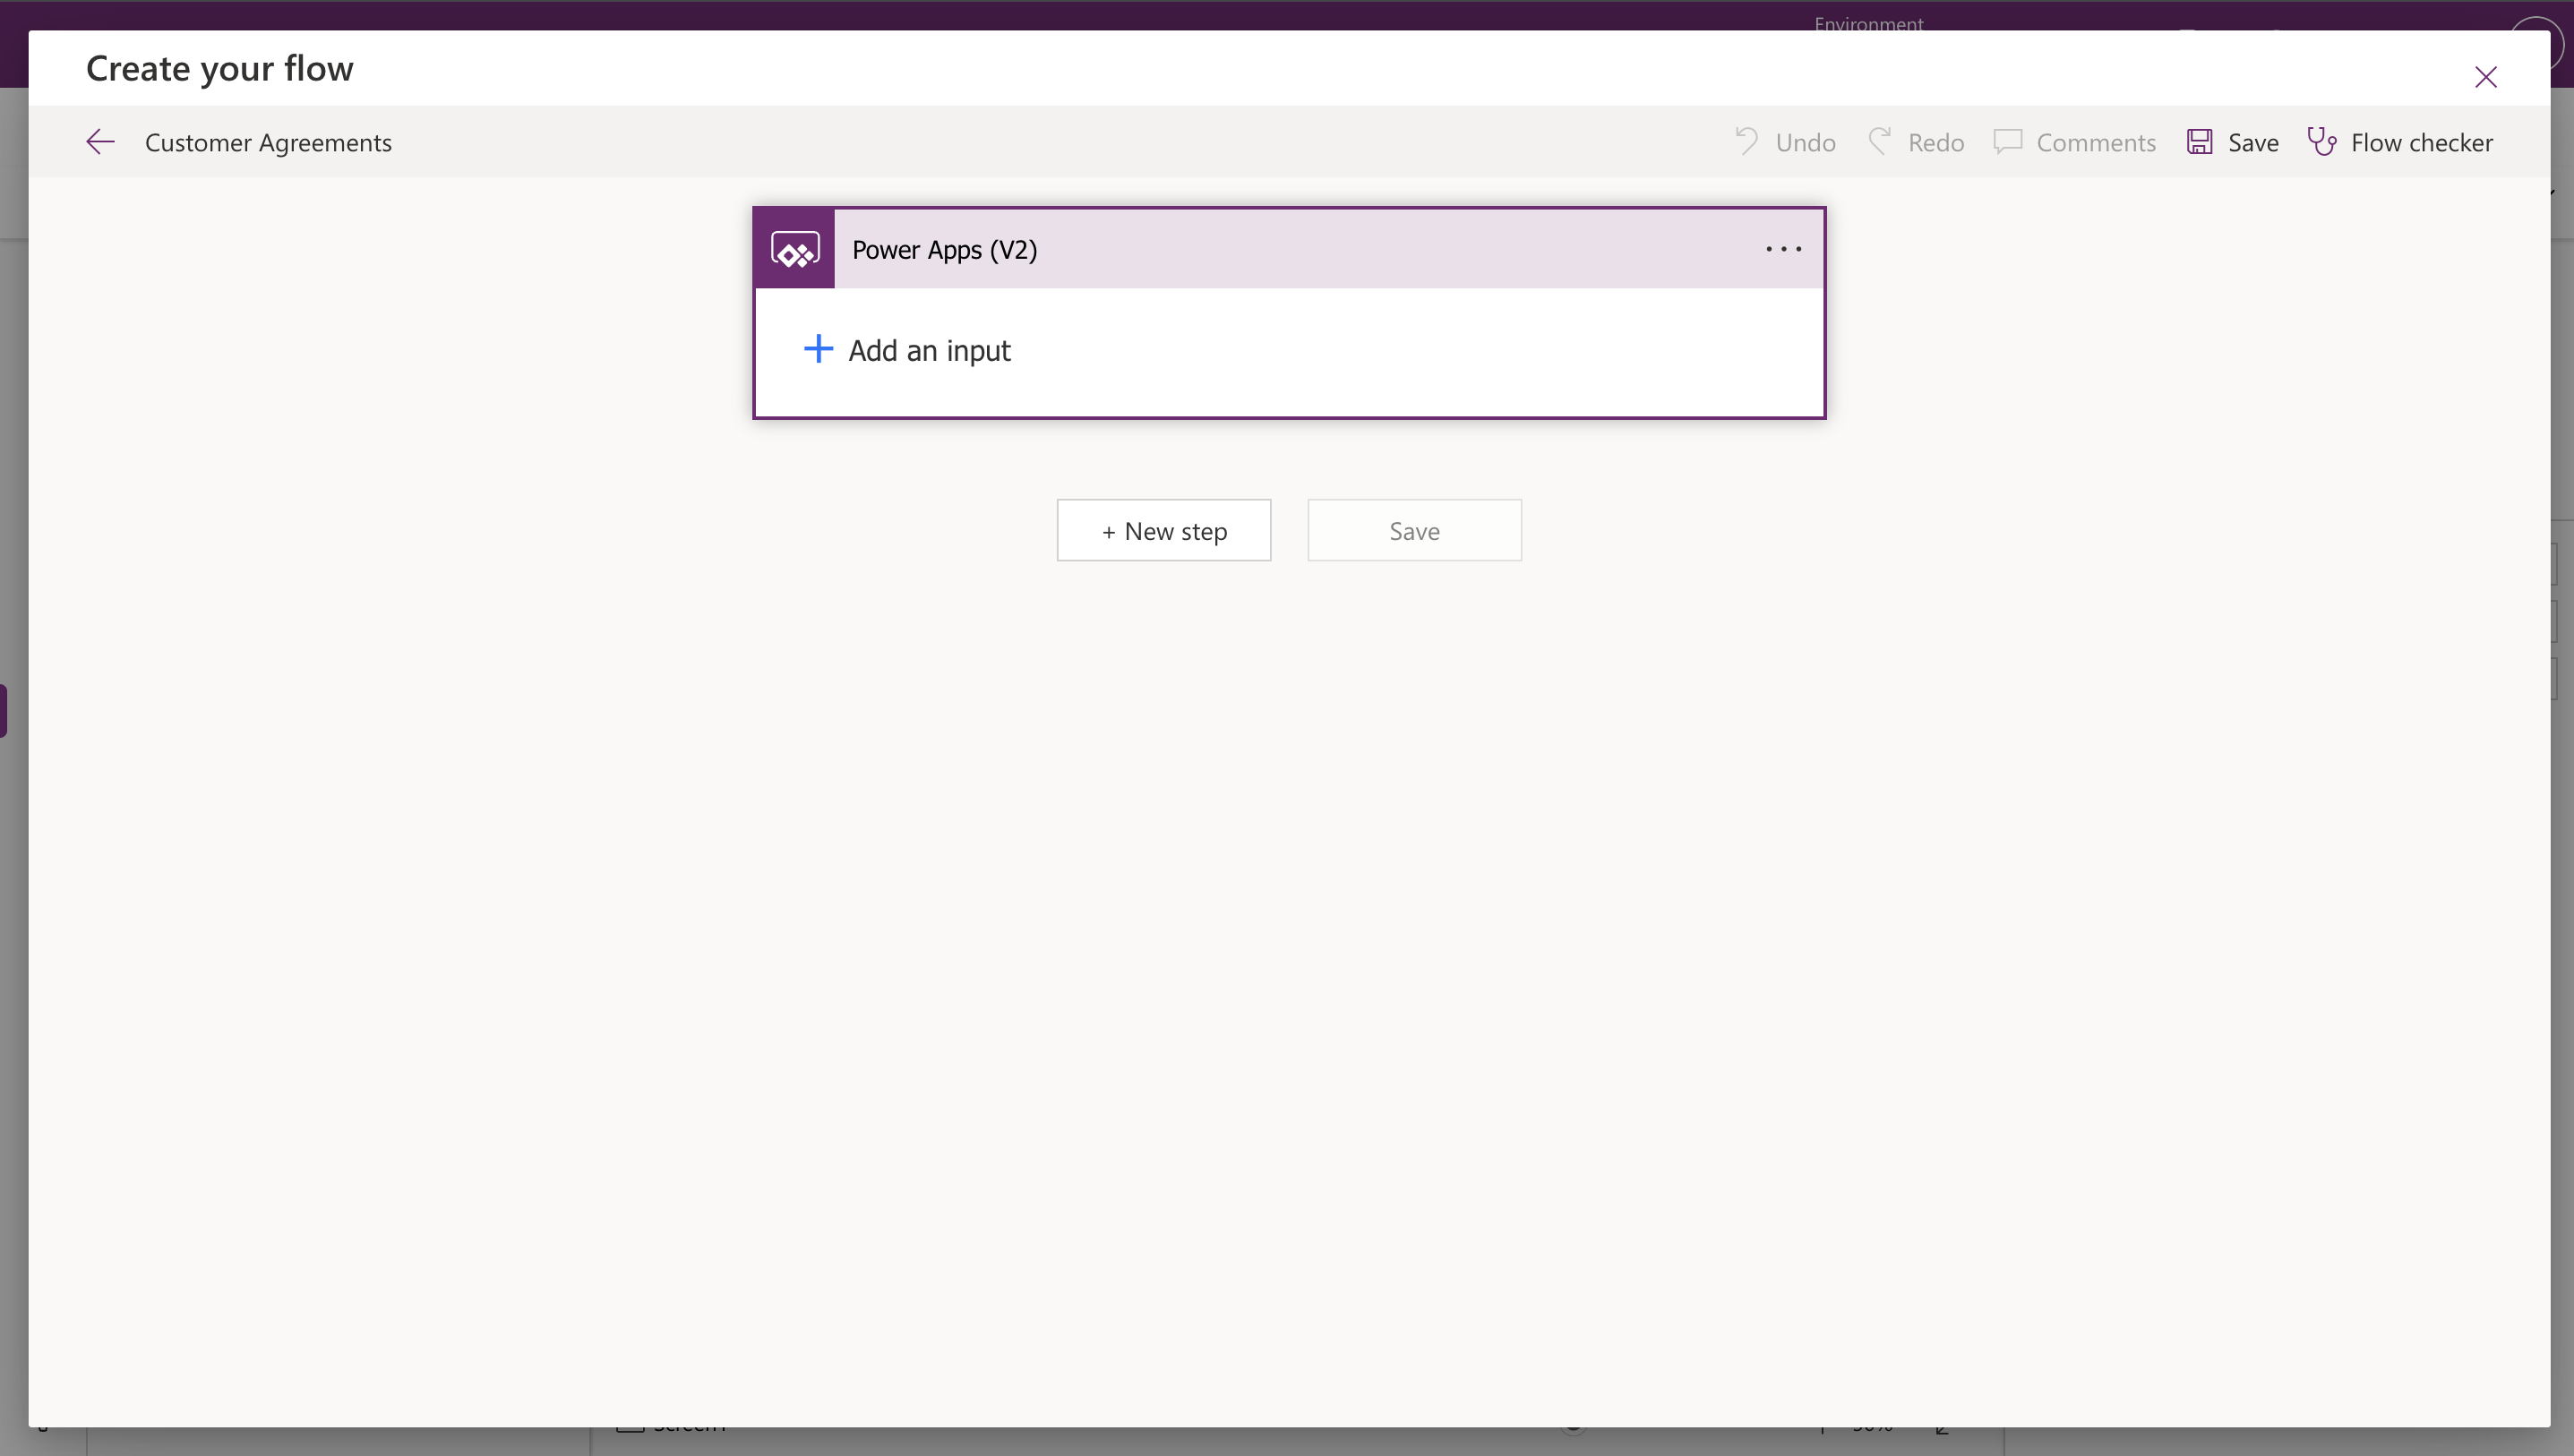 Environment
Create your flow
Customer Agreements
Undo Redo Comments Save Flow checker
Power Apps (V2)
Add an input
+ New step Save